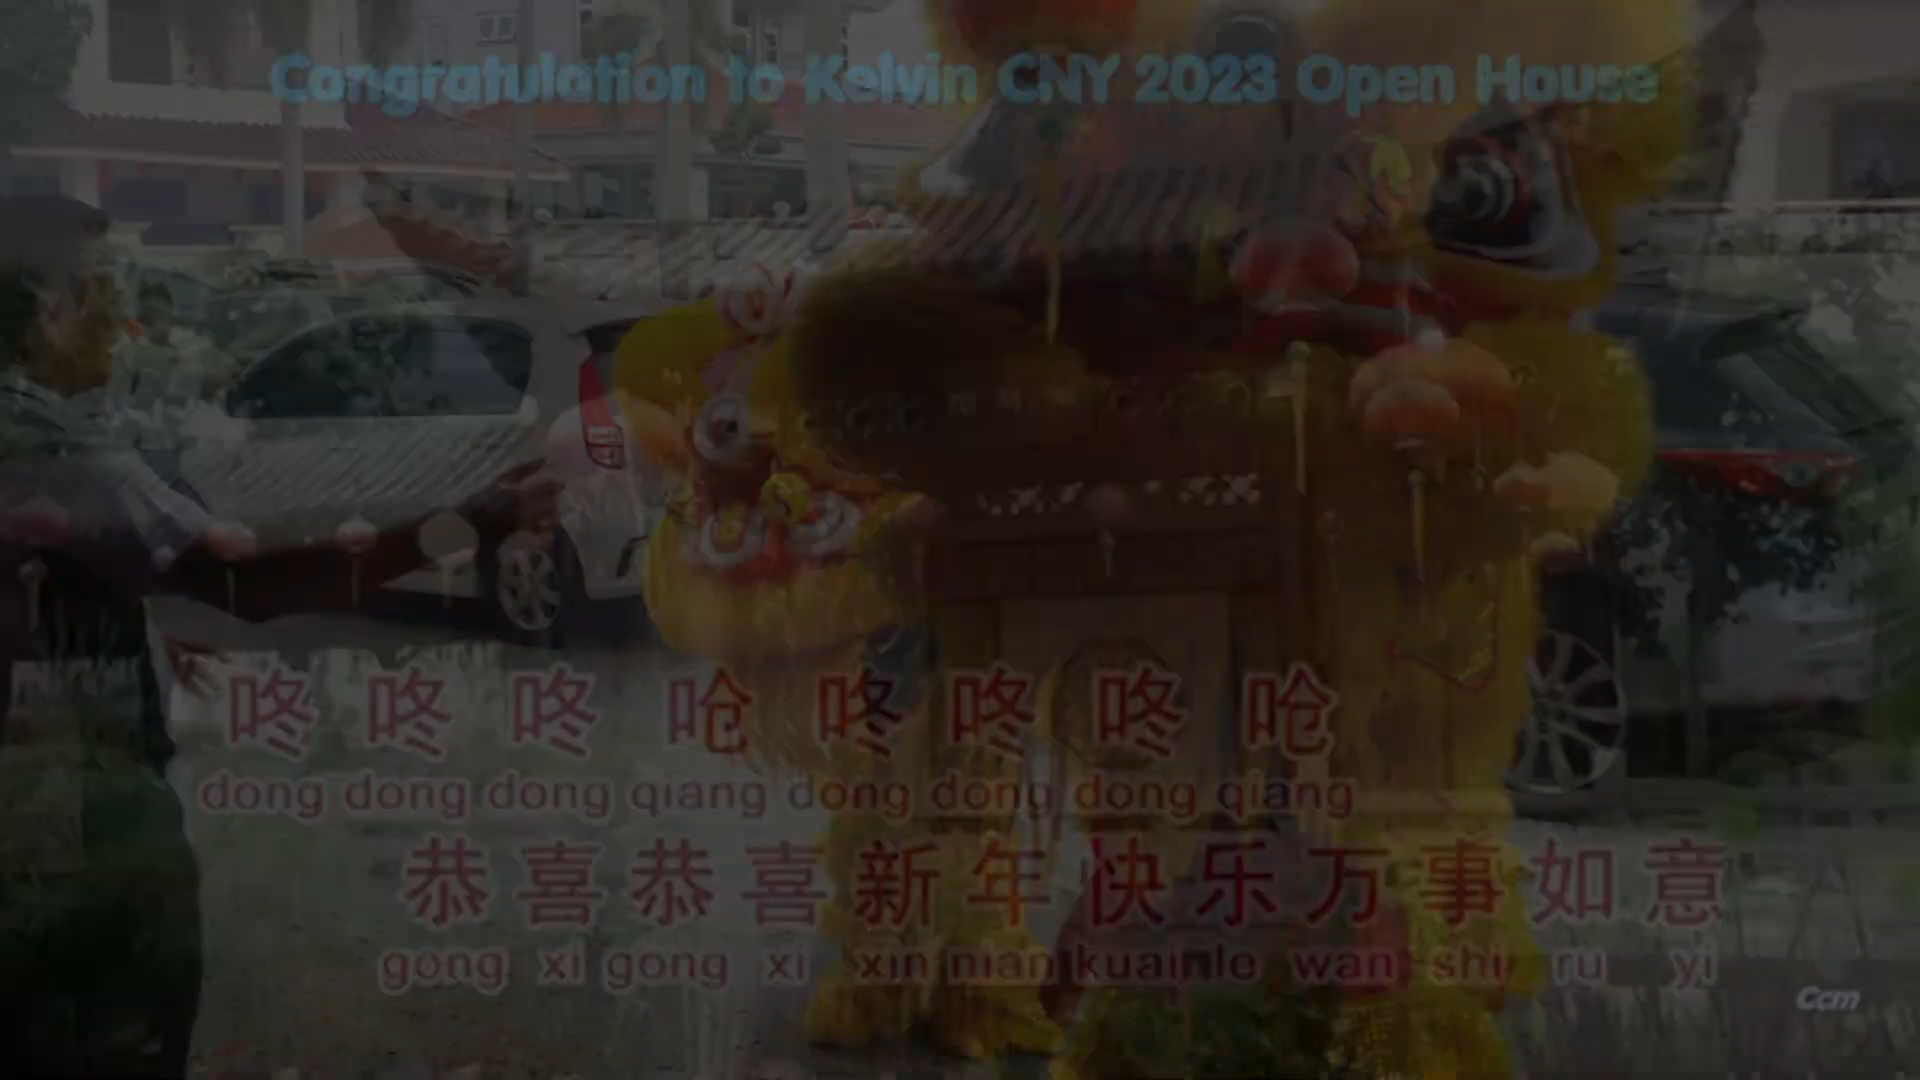 Congratulation to Kelvin CNY 2023 Open House
咚 咚 咚 呛 咚 咚 咚 呛
dong dong dong qiang dong dong dong qiang
恭 喜 恭 喜 新 年 快 乐 万 事 如 意
gong xi gong xi xin nian kuai le wan shi ru yi
Ccm